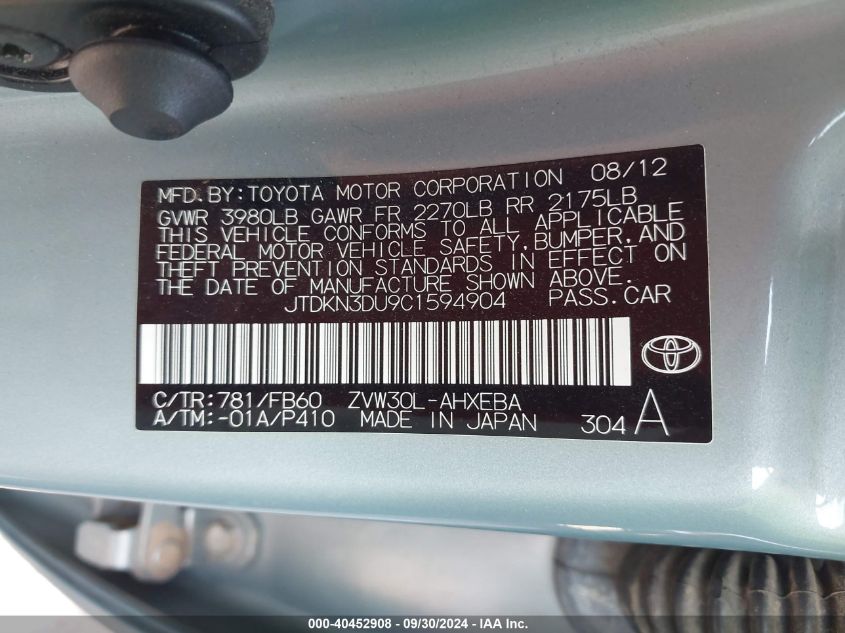 MFD.BY:TOYOTA MOTOR CORPORATION 08/12
GVWR 3980LB GAWR FR 2270LB RR 2175LB
THIS VEHICLE CONFORMS TO ALL APPLICABLE
FEDERAL MOTOR VEHICLE SAFETY,BUMPER,AND
THEFT PREVENTION STANDARDS IN EFFECT ON
THE DATE OF MANUFACTURE SHOWN ABOVE.
JTDKN3DU9C1594904 PASS.CAR
C/TR:781/FB60 ZVW30L-AHXEBA
A/TM:-01A/P410 MADE IN JAPAN 304 A
000-40452908 - 09/30/2024 - IAA Inc.